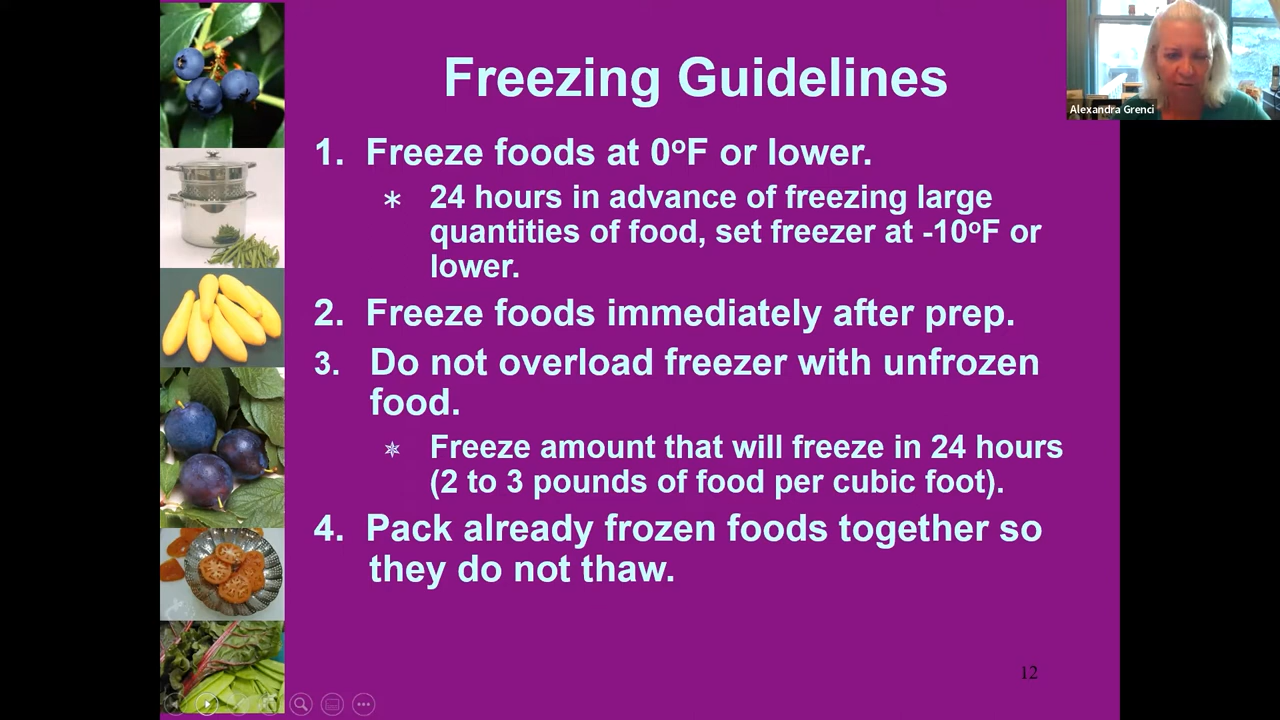 Freezing Guidelines
Alexandra Grenci
1. Freeze foods at 0°F or lower.
* 24 hours in advance of freezing large
quantities of food, set freezer at -10°F or
lower.
2. Freeze foods immediately after prep.
3. Do not overload freezer with unfrozen
food.
* Freeze amount that will freeze in 24 hours
(2 to 3 pounds of food per cubic foot).
4. Pack already frozen foods together so
they do not thaw.
12